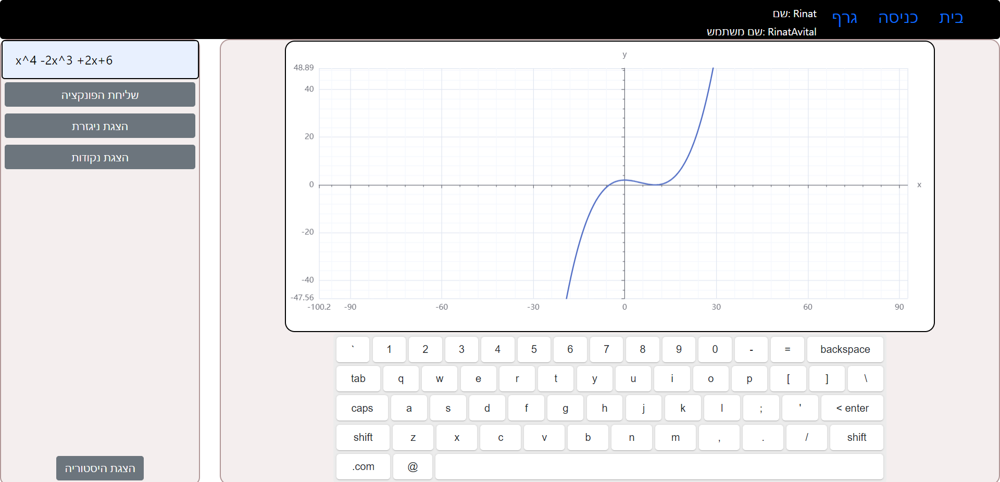 בית
כניסה
גרף
שם: Rinat
שם משתמש: RinatAvital
x^4 -2x^3 +2x+6
שליחת הפונקציה
הצגת ניגזרת
הצגת נקודות
הצגת היסטוריה
y
48.89
40
20
0
x
-20
-40
-47.56
-100.2 -90 -60 -30 0 30 60 90
` 1 2 3 4 5 6 7 8 9 0 - = backspace
tab q w e r t y u i o p [ ] \
caps a s d f g h j k l ; ' < enter
shift z x c v b n m , . / shift
.com @